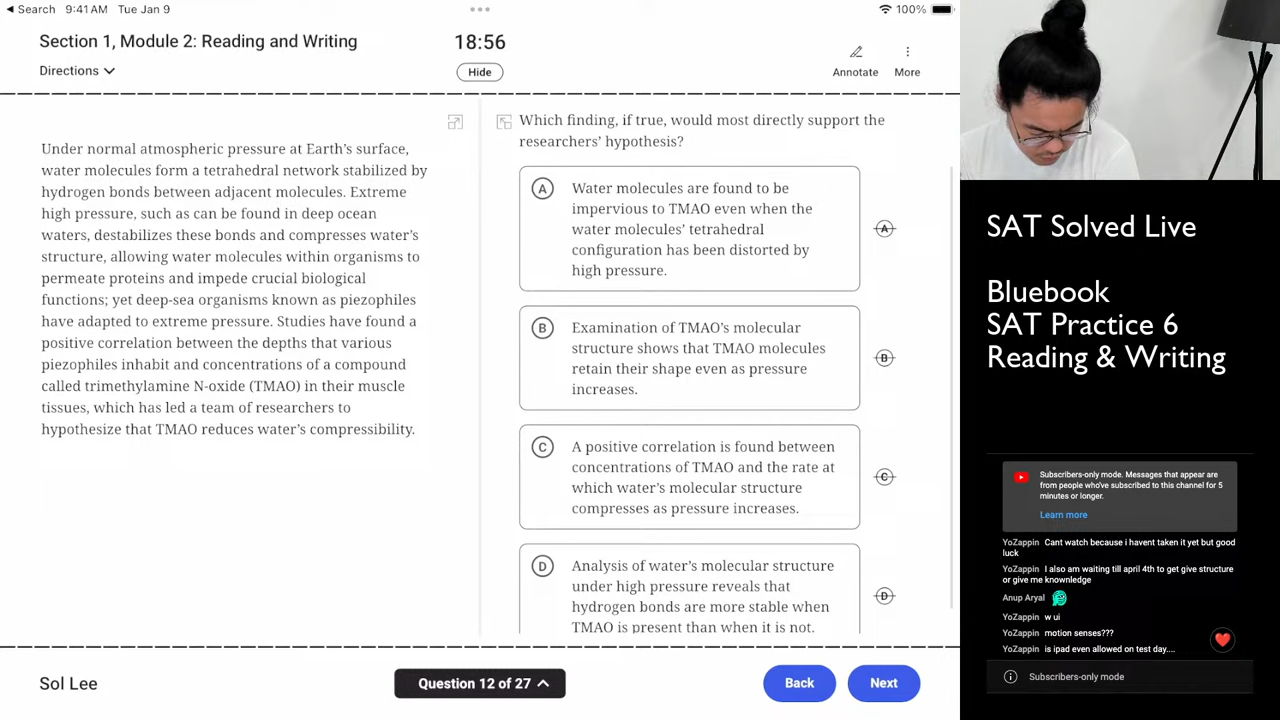 Search 9:41 AM Tue Jan 9
100%
Section 1, Module 2: Reading and Writing
18:56
Directions
Hide
Annotate
More
Under normal atmospheric pressure at Earth's surface,
water molecules form a tetrahedral network stabilized by
hydrogen bonds between adjacent molecules. Extreme
high pressure, such as can be found in deep ocean
waters, destabilizes these bonds and compresses water's
structure, allowing water molecules within organisms to
permeate proteins and impede crucial biological
functions; yet deep-sea organisms known as piezophiles
have adapted to extreme pressure. Studies have found a
positive correlation between the depths that various
piezophiles inhabit and concentrations of a compound
called trimethylamine N-oxide (TMAO) in their muscle
tissues, which has led a team of researchers to
hypothesize that TMAO reduces water's compressibility.
Which finding, if true, would most directly support the
researchers' hypothesis?
A Water molecules are found to be
impervious to TMAO even when the
water molecules' tetrahedral
configuration has been distorted by
high pressure.
A
B Examination of TMAO's molecular
structure shows that TMAO molecules
retain their shape even as pressure
increases.
B
C A positive correlation is found between
concentrations of TMAO and the rate at
which water's molecular structure
compresses as pressure increases.
C
D Analysis of water's molecular structure
under high pressure reveals that
hydrogen bonds are more stable when
TMAO is present than when it is not.
D
Sol Lee
Question 12 of 27
Back
Next
SAT Solved Live
Bluebook
SAT Practice 6
Reading & Writing
Subscribers-only mode. Messages that appear are
from people who've subscribed to this channel for 5
minutes or longer.
Learn more
YoZappin Cant watch because i havent taken it yet but good
luck
YoZappin I also am waiting till april 4th to get give structure
or give me knownledge
Anup Aryal
YoZappin w ui
YoZappin motion senses???
YoZappin is ipad even allowed on test day....
Subscribers-only mode